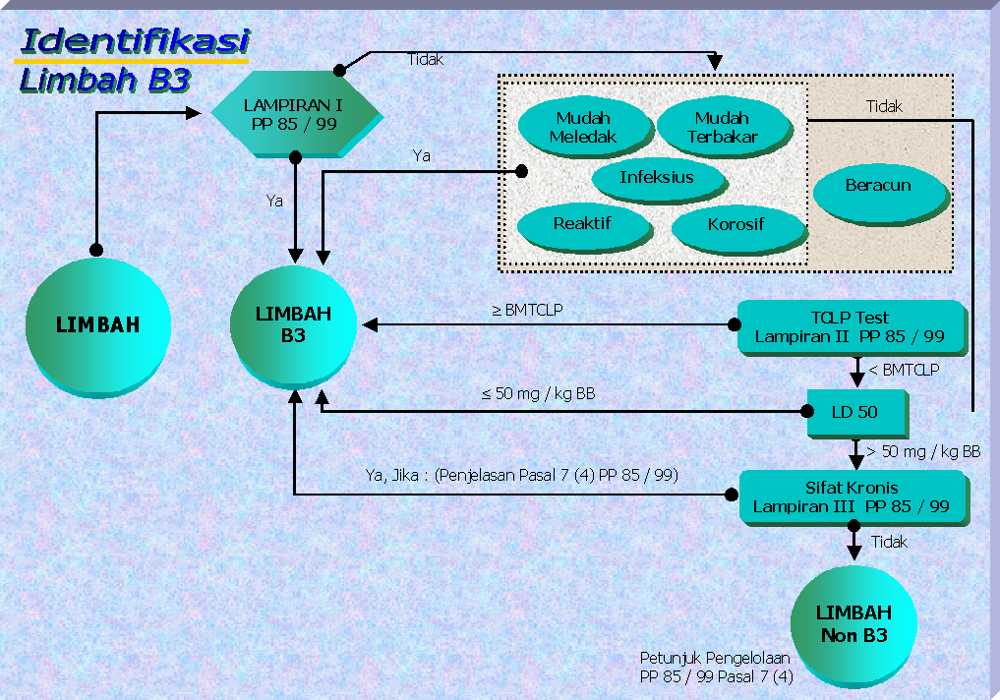 Identifikasi
Limbah B3
LAMPIRAN I
PP 85 / 99
Tidak
Ya
Ya
Mudah
Meledak
Mudah
Terbakar
Infeksius
Reaktif
Korosif
Tidak
Beracun
LIMBAH
LIMBAH
B3
≥ BMTCLP
TCLP Test
Lampiran II PP 85 / 99
< BMTCLP
≤ 50 mg / kg BB
LD 50
> 50 mg / kg BB
Ya, Jika : (Penjelasan Pasal 7 (4) PP 85 / 99)
Sifat Kronis
Lampiran III PP 85 / 99
Tidak
LIMBAH
Non B3
Petunjuk Pengelolaan
PP 85 / 99 Pasal 7 (4)